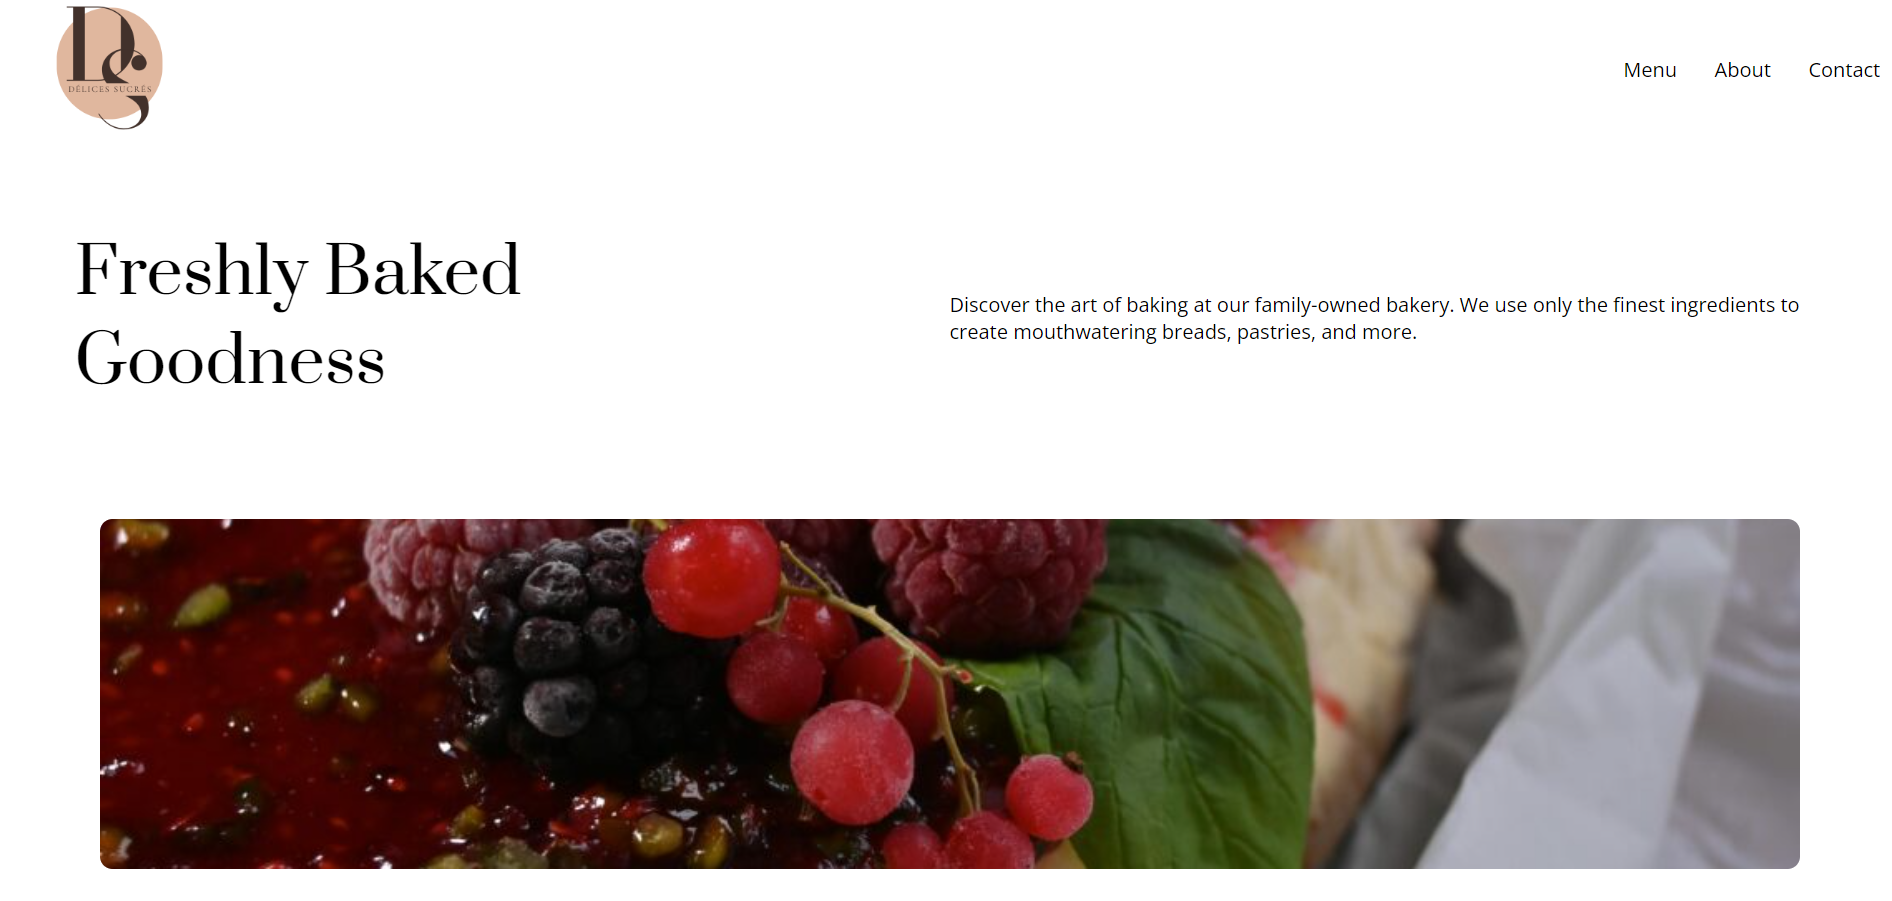 DS
DÉLICES SUCRÉS
Menu About Contact
Freshly Baked
Goodness
Discover the art of baking at our family-owned bakery. We use only the finest ingredients to
create mouthwatering breads, pastries, and more.